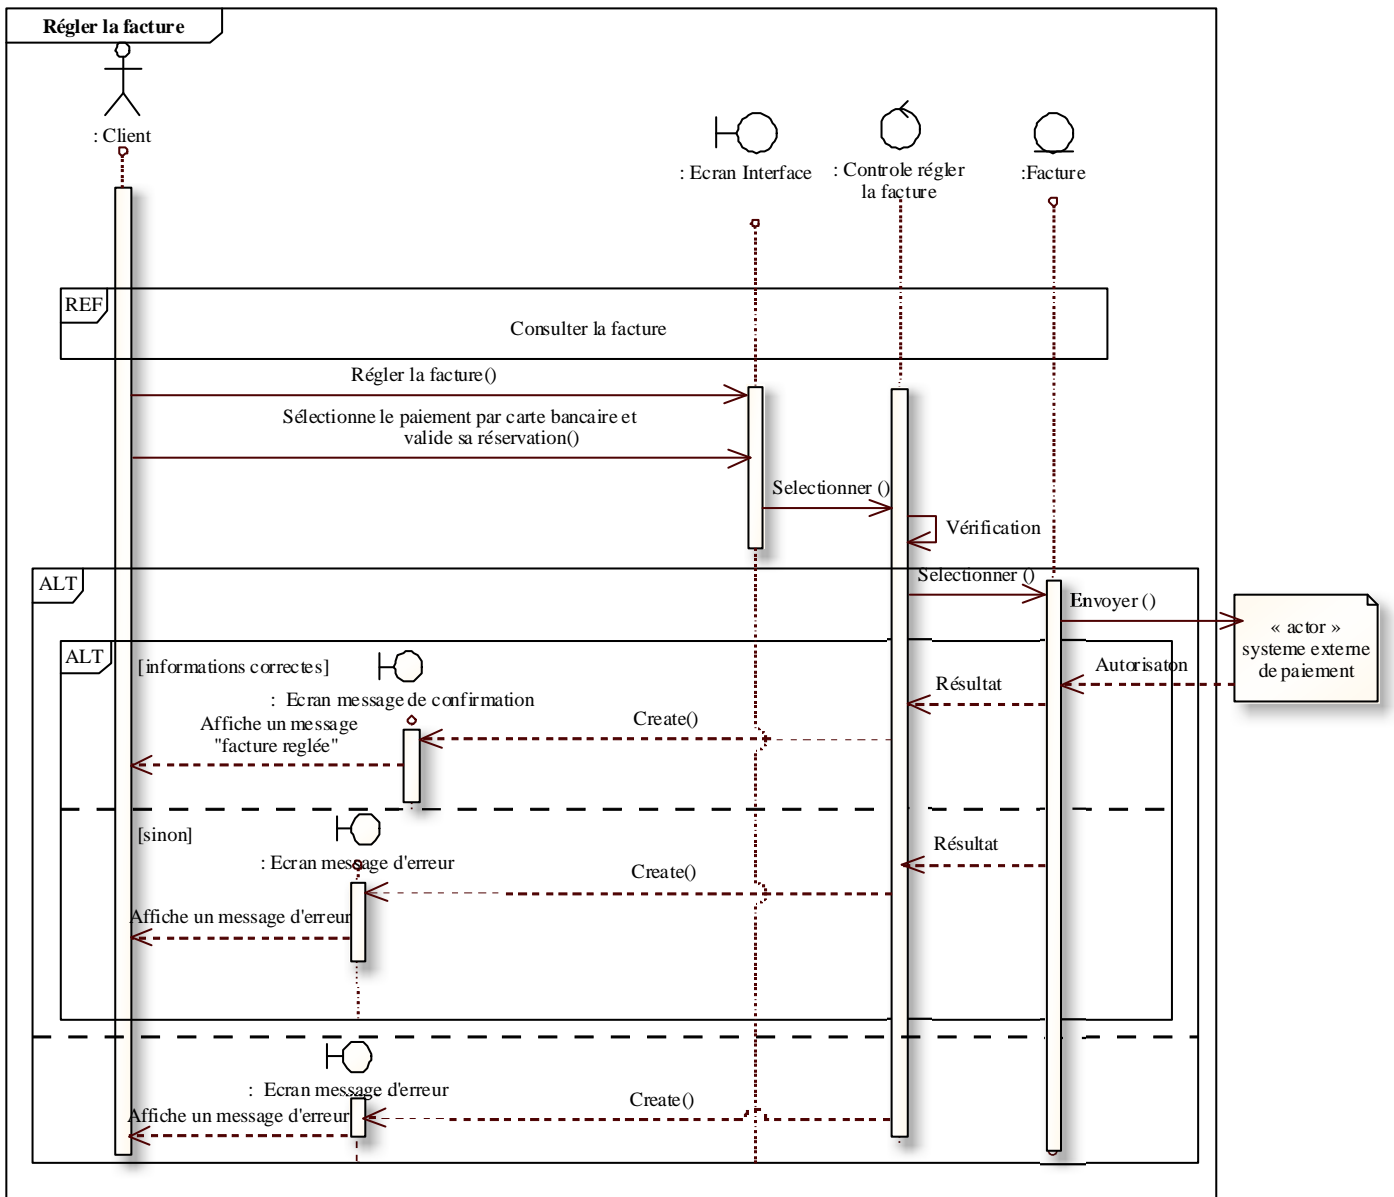 Régler la facture
: Client
: Ecran Interface
: Controle régler
la facture
:Facture
REF
Consulter la facture
Régler la facture()
Sélectionne le paiement par carte bancaire et
valide sa réservation()
Selectionner ()
Vérification
ALT
Selectionner ()
Envoyer ()
« actor »
systeme externe
de paiement
ALT
[informations correctes]
Autorisaton
Résultat
: Ecran message de confirmation
Affiche un message
"facture reglée"
Create()
[sinon]
Résultat
: Ecran message d'erreur
Create()
Affiche un message d'erreur
: Ecran message d'erreur
Create()
Affiche un message d'erreur